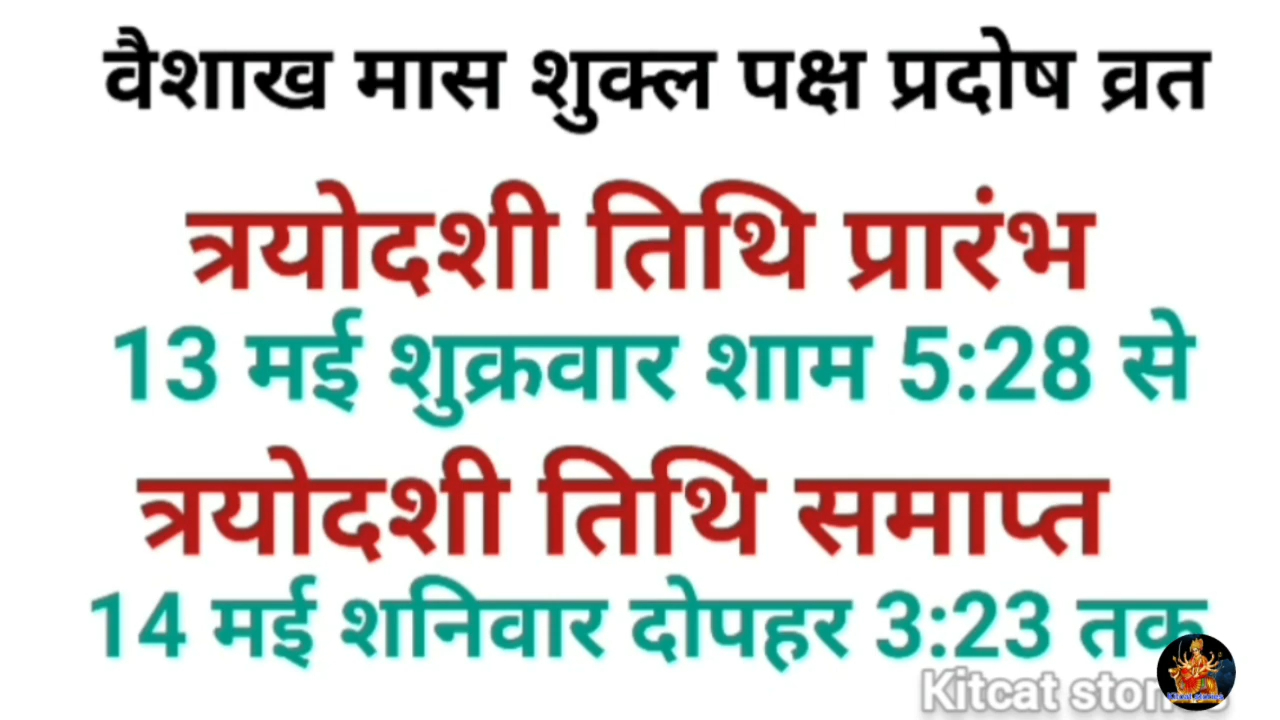 वैशाख मास शुक्ल पक्ष प्रदोष व्रत
त्रयोदशी तिथि प्रारंभ
13 मई शुक्रवार शाम 5:28 से
त्रयोदशी तिथि समाप्त
14 मई शनिवार दोपहर 3:23 तक
Kitcat